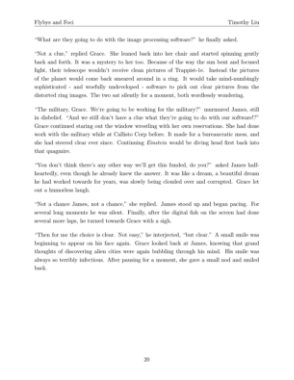 Flybys and Foci Timothy Liu
"What are they going to do with the image processing software?" he finally asked.
"Not a clue," replied Grace. She leaned back into her chair and started spinning gently
back and forth. It was a mystery to her too. Because of the way the sun bent and focused
light, their telescope wouldn't receive clean pictures of Trappist-1e. Instead the pictures
of the planet would come back smeared around in a ring. It would take mind-numbingly
sophisticated - and woefully undeveloped - software to pick out clear pictures from the
distorted ring images. The two sat silently for a moment, both wordlessly wondering.
"The military, Grace. We're going to be working for the military?" murmured James, still
in disbelief. "And we still don't have a clue what they're going to do with our software!?"
Grace continued staring out the window wrestling with her own reservations. She had done
work with the military while at Callisto Corp before. It made for a bureaucratic mess, and
she had steered clear ever since. Continuing Einstein would be diving head first back into
that quagmire.
"You don't think there's any other way we'll get this funded, do you?" asked James half-
heartedly, even though he already knew the answer. It was like a dream, a beautiful dream
he had worked towards for years, was slowly being clouded over and corrupted. Grace let
out a humorless laugh.
"Not a chance James, not a chance," she replied. James stood up and began pacing. For
several long moments he was silent. Finally, after the digital fish on the screen had done
several more laps, he turned towards Grace with a sigh.
"Then for me the choice is clear. Not easy," he interjected, "but clear." A small smile was
beginning to appear on his face again. Grace looked back at James, knowing that grand
thoughts of discovering alien cities were again bubbling through his mind. His smile was
always so terribly infectious. After pausing for a moment, she gave a small nod and smiled
back.
20